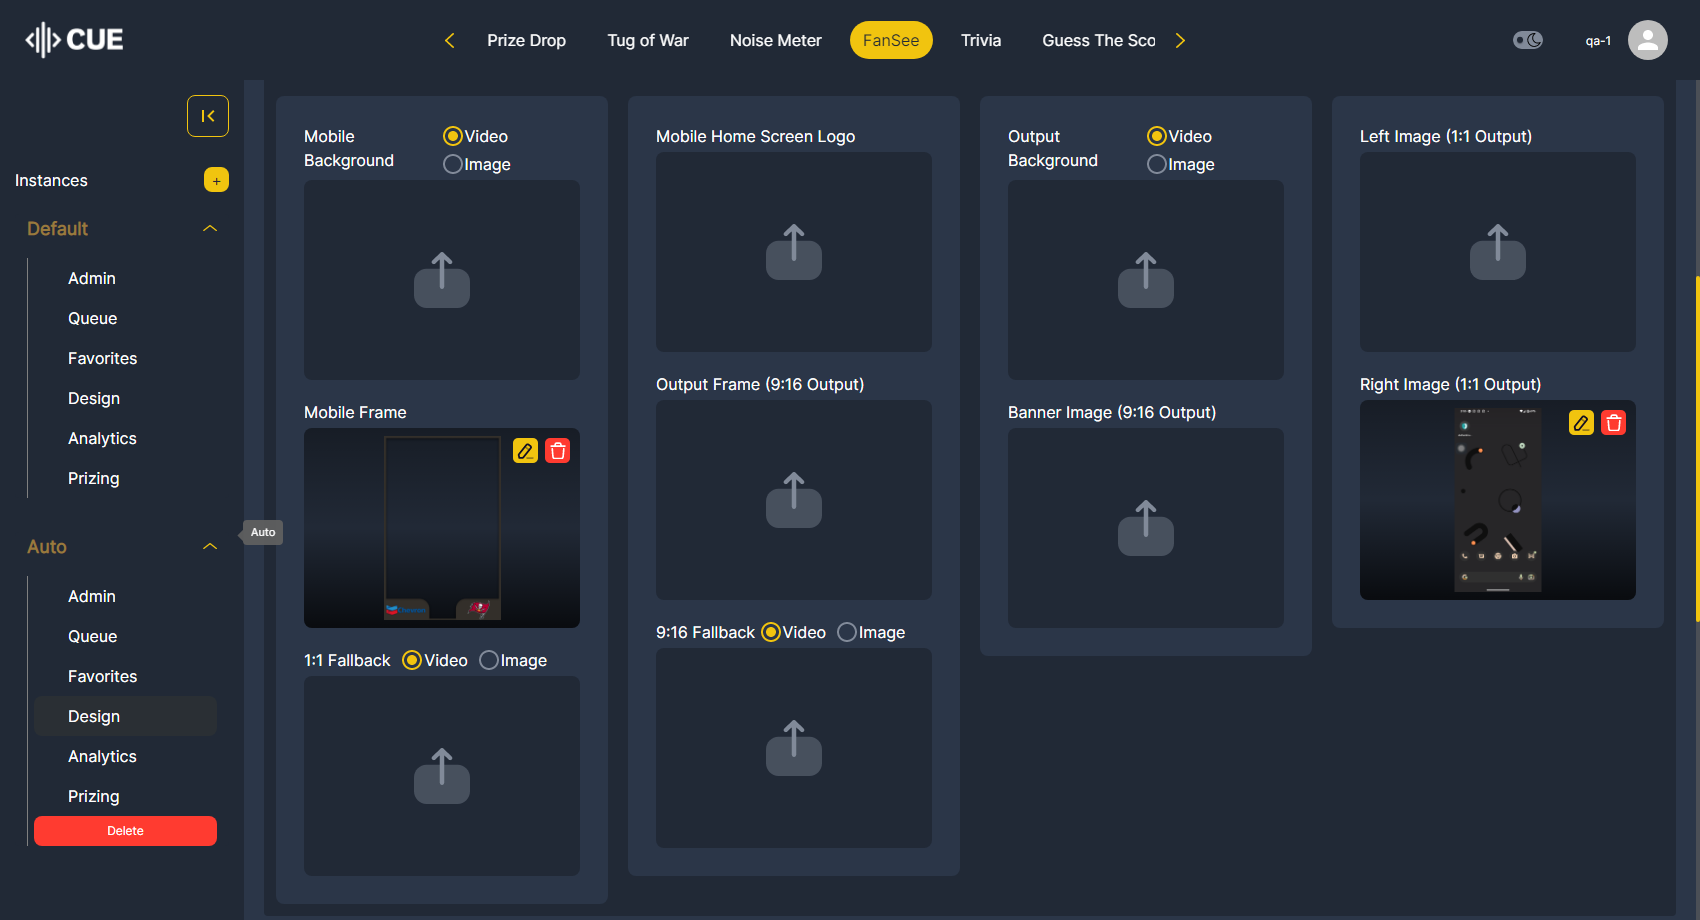 CUE
Prize Drop
Tug of War
Noise Meter
FanSee
Trivia
Guess The Sco
qa-1
Instances
+
Default
Admin
Queue
Favorites
Design
Analytics
Prizing
Auto
Auto
Admin
Queue
Favorites
Design
Analytics
Prizing
Delete
Mobile
Background
Video
Image
Mobile Frame
1:1 Fallback
Video
Image
Mobile Home Screen Logo
Output Frame (9:16 Output)
9:16 Fallback
Video
Image
Output
Background
Video
Image
Banner Image (9:16 Output)
Left Image (1:1 Output)
Right Image (1:1 Output)